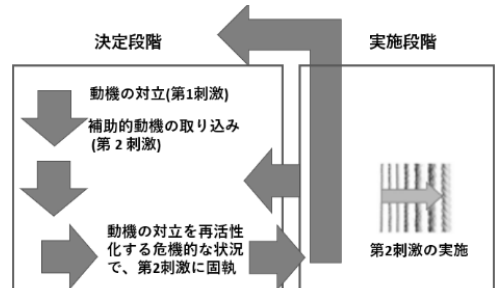 決定段階
実施段階
動機の対立(第1刺激)
補助的動機の取り込み
(第 2 刺激)
動機の対立を再活性
化する危機的な状況
で、第2刺激に固執
第2刺激の実施